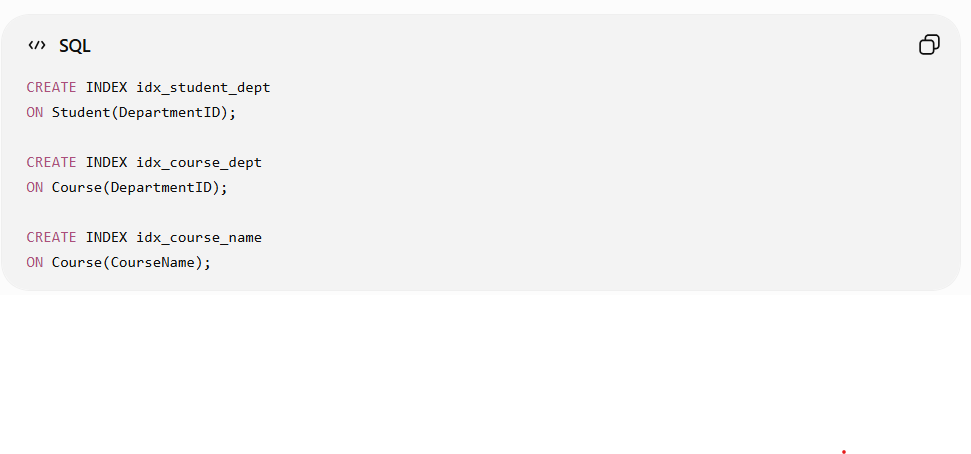 SQL
CREATE INDEX idx_student_dept
ON Student(DepartmentID);
CREATE INDEX idx_course_dept
ON Course(DepartmentID);
CREATE INDEX idx_course_name
ON Course(CourseName);